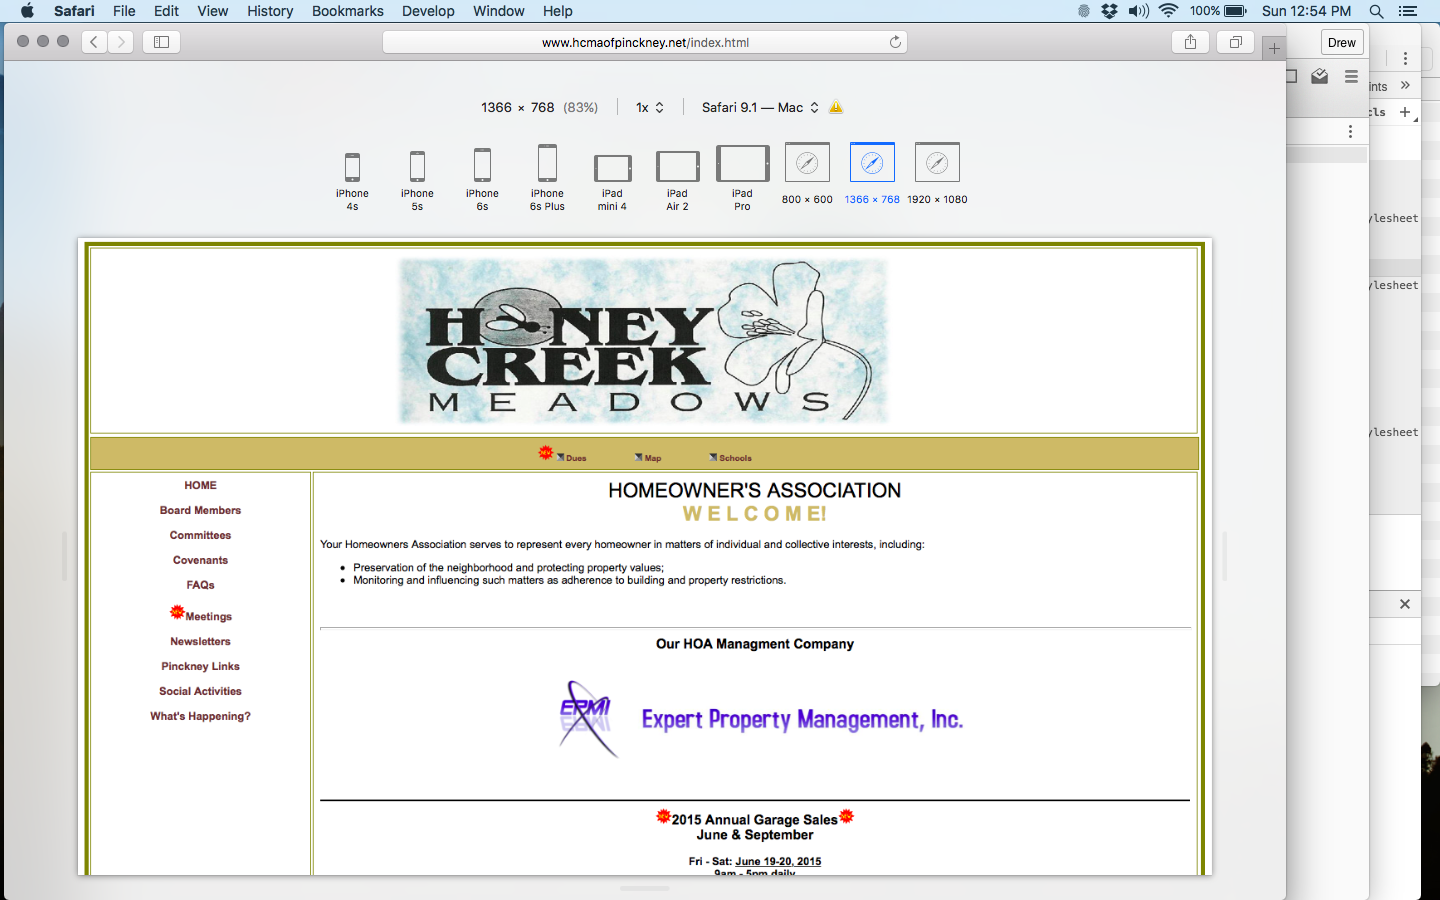 Safari File Edit View History Bookmarks Develop Window Help 100% Sun 12:54 PM
www.hcmaofpinckney.net/index.html
Drew
1366 × 768 (83%) 1x Safari 9.1 — Mac
iPhone 4s
iPhone 5s
iPhone 6s
iPhone 6s Plus
iPad mini 4
iPad Air 2
iPad Pro
800 × 600
1366 × 768
1920 × 1080
HONEY
CREEK
MEADOWS
Dues Map Schools
HOME
Board Members
Committees
Covenants
FAQs
Meetings
Newsletters
Pinckney Links
Social Activities
What's Happening?
HOMEOWNER'S ASSOCIATION
WELCOME!
Your Homeowners Association serves to represent every homeowner in matters of individual and collective interests, including:
• Preservation of the neighborhood and protecting property values;
• Monitoring and influencing such matters as adherence to building and property restrictions.
Our HOA Managment Company
EPMI Expert Property Management, Inc.
2015 Annual Garage Sales
June & September
Fri - Sat: June 19-20, 2015
9am - 5pm daily
ints
cls
ylesheet
ylesheet
ylesheet